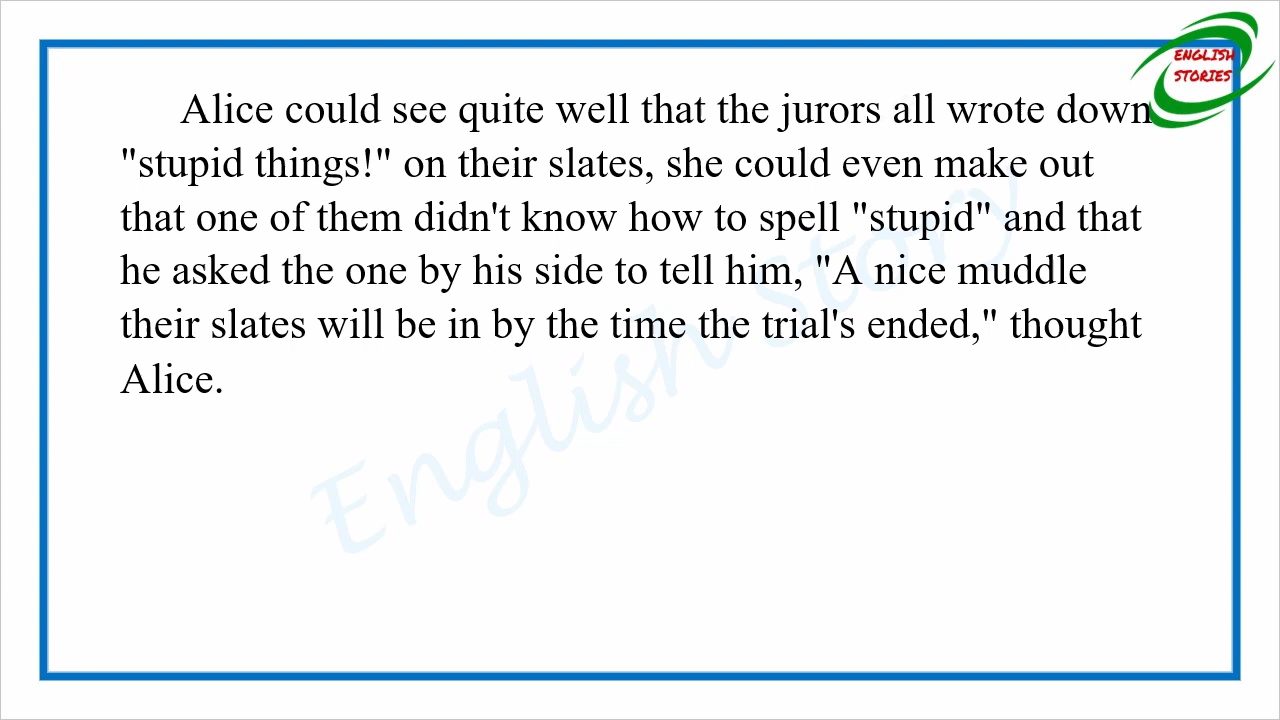 ENGLISH
STORIES
Alice could see quite well that the jurors all wrote down
"stupid things!" on their slates, she could even make out
that one of them didn't know how to spell "stupid" and that
he asked the one by his side to tell him, "A nice muddle
their slates will be in by the time the trial's ended," thought
Alice.
English Story